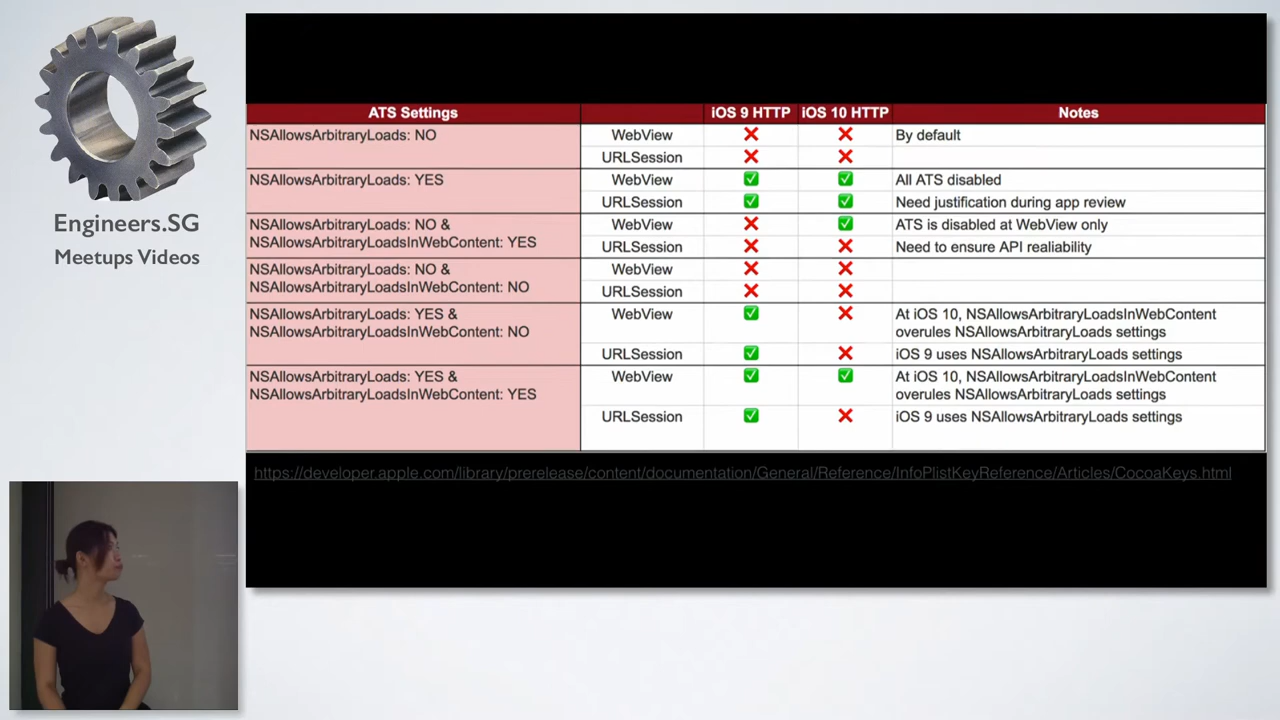 Engineers.SG
Meetups Videos
ATS Settings iOS 9 HTTP iOS 10 HTTP Notes
NSAllowsArbitraryLoads: NO WebView ❌ ❌ By default
URLSession ❌ ❌
NSAllowsArbitraryLoads: YES WebView ✅ ✅ All ATS disabled
URLSession ✅ ✅ Need justification during app review
NSAllowsArbitraryLoads: NO & WebView ❌ ✅ ATS is disabled at WebView only
NSAllowsArbitraryLoadsInWebContent: YES URLSession ❌ ❌ Need to ensure API realiability
NSAllowsArbitraryLoads: NO & WebView ❌ ❌
NSAllowsArbitraryLoadsInWebContent: NO URLSession ❌ ❌
NSAllowsArbitraryLoads: YES & WebView ✅ ❌ At iOS 10, NSAllowsArbitraryLoadsInWebContent
NSAllowsArbitraryLoadsInWebContent: NO overules NSAllowsArbitraryLoads settings
URLSession ✅ ❌ iOS 9 uses NSAllowsArbitraryLoads settings
NSAllowsArbitraryLoads: YES & WebView ✅ ✅ At iOS 10, NSAllowsArbitraryLoadsInWebContent
NSAllowsArbitraryLoadsInWebContent: YES overules NSAllowsArbitraryLoads settings
URLSession ✅ ❌ iOS 9 uses NSAllowsArbitraryLoads settings
https://developer.apple.com/library/prerelease/content/documentation/General/Reference/InfoPlistKeyReference/Articles/CocoaKeys.html